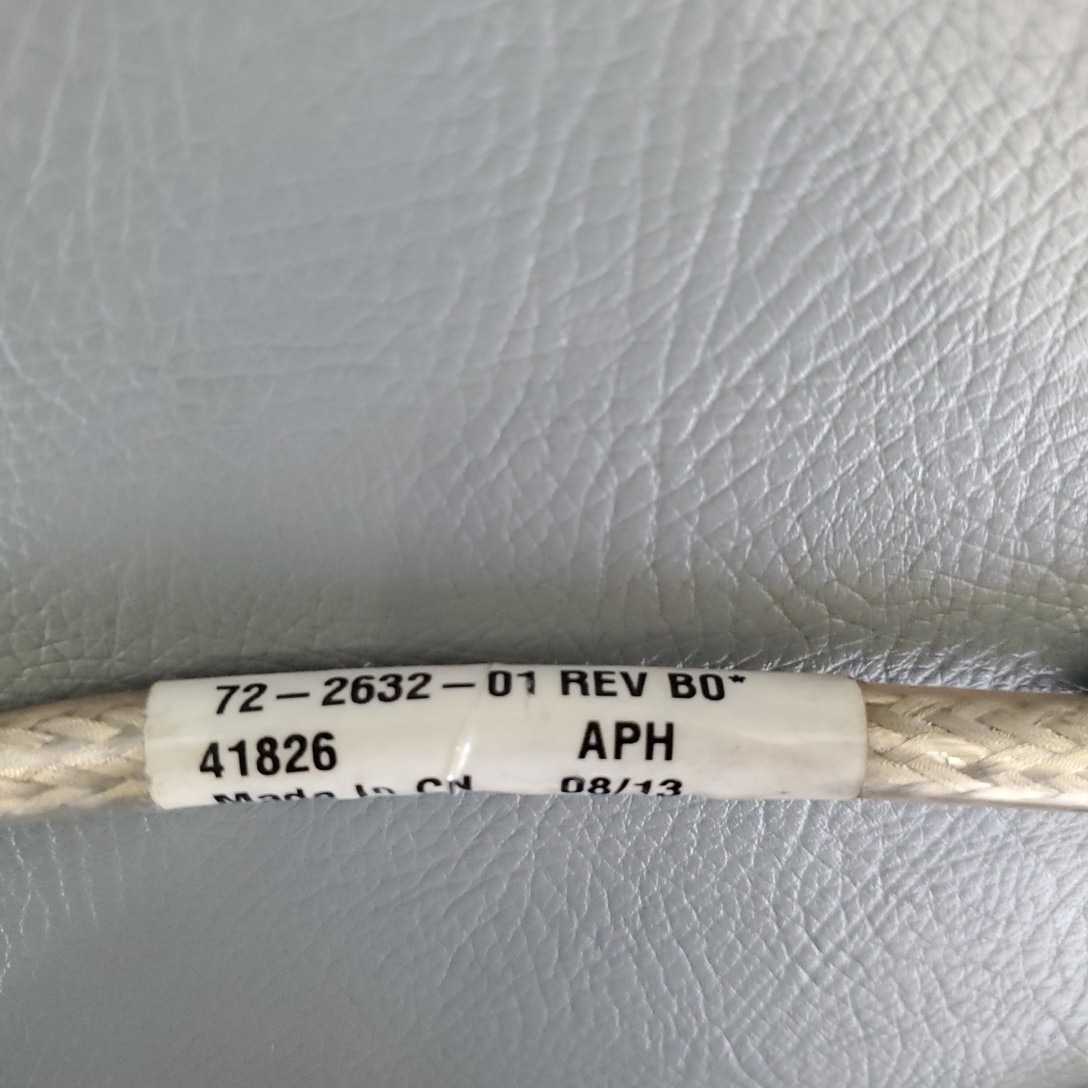 72-2632-01 REV B0*
41826 APH
Made In CN 08/13